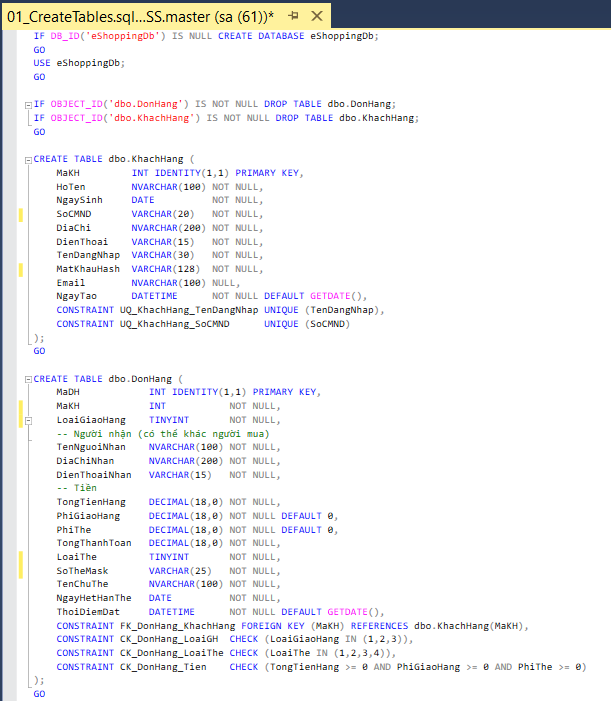 01_CreateTables.sql...SS.master (sa (61))*
IF DB_ID('eShoppingDb') IS NULL CREATE DATABASE eShoppingDb;
GO
USE eShoppingDb;
GO
IF OBJECT_ID('dbo.DonHang') IS NOT NULL DROP TABLE dbo.DonHang;
IF OBJECT_ID('dbo.KhachHang') IS NOT NULL DROP TABLE dbo.KhachHang;
GO
CREATE TABLE dbo.KhachHang (
MaKH INT IDENTITY(1,1) PRIMARY KEY,
HoTen NVARCHAR(100) NOT NULL,
NgaySinh DATE NOT NULL,
SoCMND VARCHAR(20) NOT NULL,
DiaChi NVARCHAR(200) NOT NULL,
DienThoai VARCHAR(15) NOT NULL,
TenDangNhap VARCHAR(30) NOT NULL,
MatKhauHash VARCHAR(128) NOT NULL,
Email NVARCHAR(100) NULL,
NgayTao DATETIME NOT NULL DEFAULT GETDATE(),
CONSTRAINT UQ_KhachHang_TenDangNhap UNIQUE (TenDangNhap),
CONSTRAINT UQ_KhachHang_SoCMND UNIQUE (SoCMND)
);
GO
CREATE TABLE dbo.DonHang (
MaDH INT IDENTITY(1,1) PRIMARY KEY,
MaKH INT NOT NULL,
LoaiGiaoHang TINYINT NOT NULL,
-- Người nhận (có thể khác người mua)
TenNguoiNhan NVARCHAR(100) NOT NULL,
DiaChiNhan NVARCHAR(200) NOT NULL,
DienThoaiNhan VARCHAR(15) NOT NULL,
-- Tiền
TongTienHang DECIMAL(18,0) NOT NULL,
PhiGiaoHang DECIMAL(18,0) NOT NULL DEFAULT 0,
PhiThe DECIMAL(18,0) NOT NULL DEFAULT 0,
TongThanhToan DECIMAL(18,0) NOT NULL,
LoaiThe TINYINT NOT NULL,
SoTheMask VARCHAR(25) NOT NULL,
TenChuThe NVARCHAR(100) NOT NULL,
NgayHetHanThe DATE NOT NULL,
ThoiDiemDat DATETIME NOT NULL DEFAULT GETDATE(),
CONSTRAINT FK_DonHang_KhachHang FOREIGN KEY (MaKH) REFERENCES dbo.KhachHang(MaKH),
CONSTRAINT CK_DonHang_LoaiGH CHECK (LoaiGiaoHang IN (1,2,3)),
CONSTRAINT CK_DonHang_LoaiThe CHECK (LoaiThe IN (1,2,3,4)),
CONSTRAINT CK_DonHang_Tien CHECK (TongTienHang >= 0 AND PhiGiaoHang >= 0 AND PhiThe >= 0)
);
GO